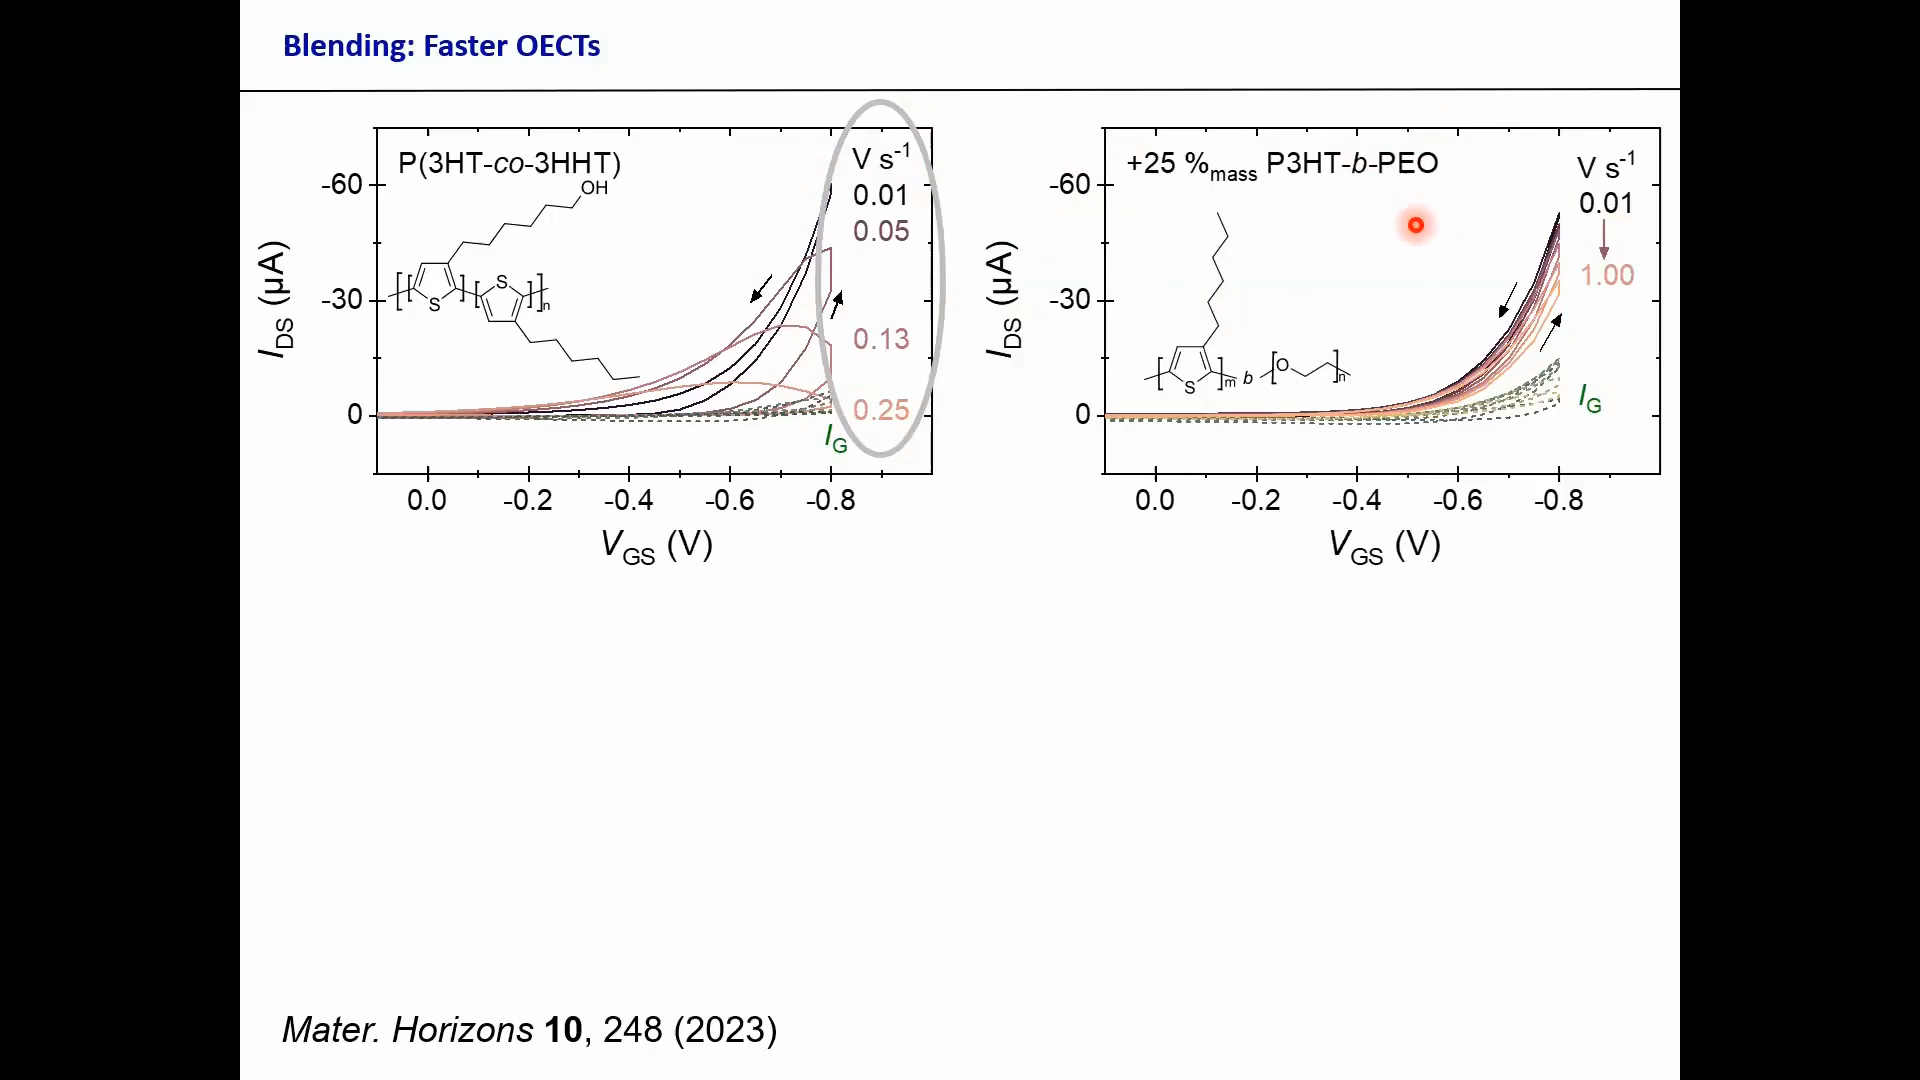 Blending: Faster OECTs
P(3HT-co-3HHT)
OH
S
S
n
V s-1
0.01
0.05
0.13
0.25
IG
-60
-30
0
IDS (µA)
0.0 -0.2 -0.4 -0.6 -0.8
VGS (V)
+25 %mass P3HT-b-PEO
S
m b
O
n
V s-1
0.01
1.00
IG
-60
-30
0
IDS (µA)
0.0 -0.2 -0.4 -0.6 -0.8
VGS (V)
Mater. Horizons 10, 248 (2023)